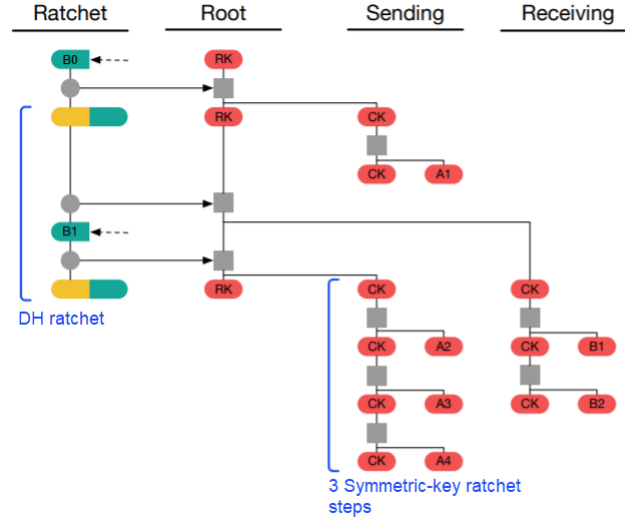 Ratchet Root Sending Receiving
B0 RK
RK CK
CK A1
B1
RK CK CK
CK A2 CK B1
CK A3 CK B2
CK A4
DH ratchet
3 Symmetric-key ratchet
steps